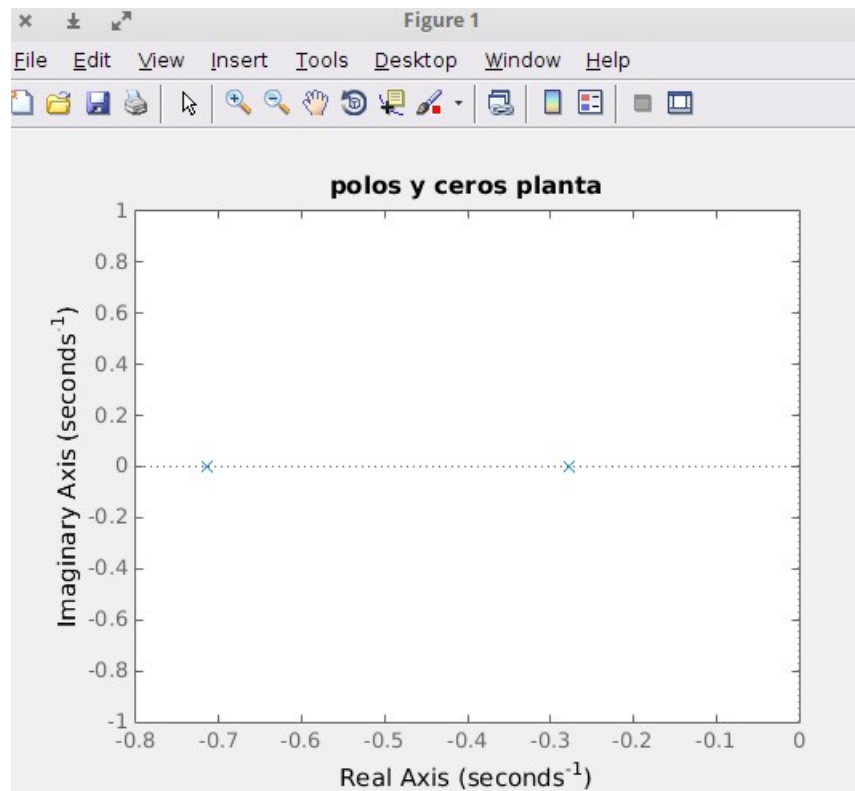 Figure 1
File Edit View Insert Tools Desktop Window Help
polos y ceros planta
1
0.8
0.6
0.4
0.2
0
-0.2
-0.4
-0.6
-0.8
-1
Imaginary Axis (seconds⁻¹)
-0.8 -0.7 -0.6 -0.5 -0.4 -0.3 -0.2 -0.1 0
Real Axis (seconds⁻¹)